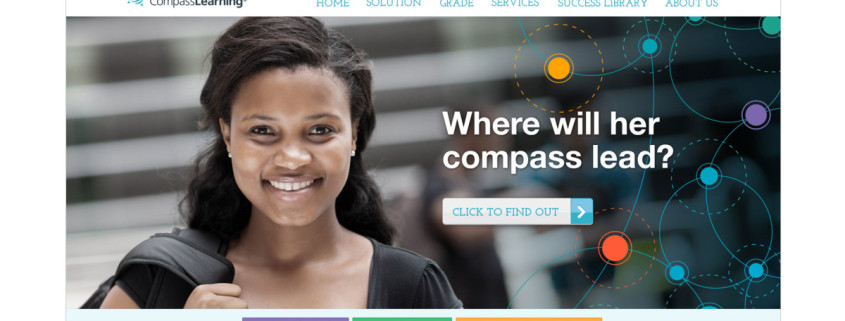 CompassLearning®
HOME SOLUTION GRADE SERVICES SUCCESS LIBRARY ABOUT US
Where will her
compass lead?
CLICK TO FIND OUT